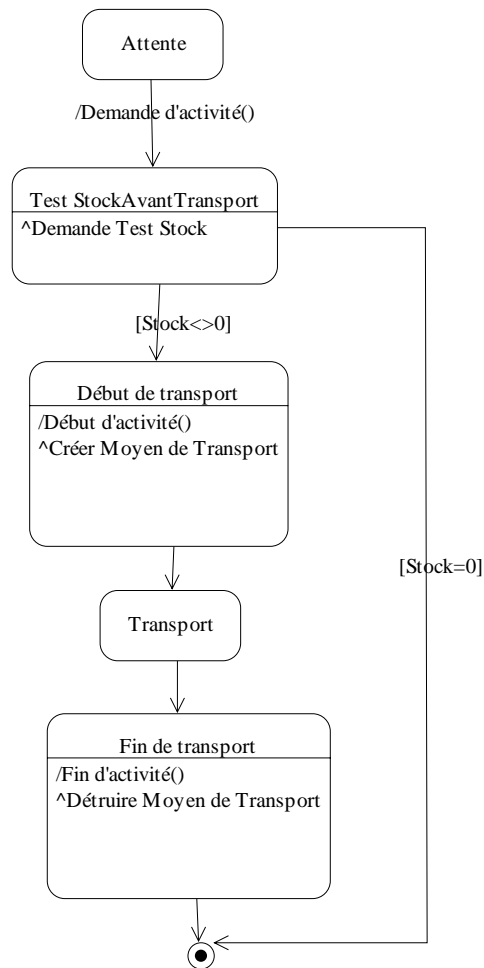 Attente
/Demande d'activité()
Test StockAvantTransport
^Demande Test Stock
[Stock<>0]
Début de transport
/Début d'activité()
^Créer Moyen de Transport
[Stock=0]
Transport
Fin de transport
/Fin d'activité()
^Détruire Moyen de Transport